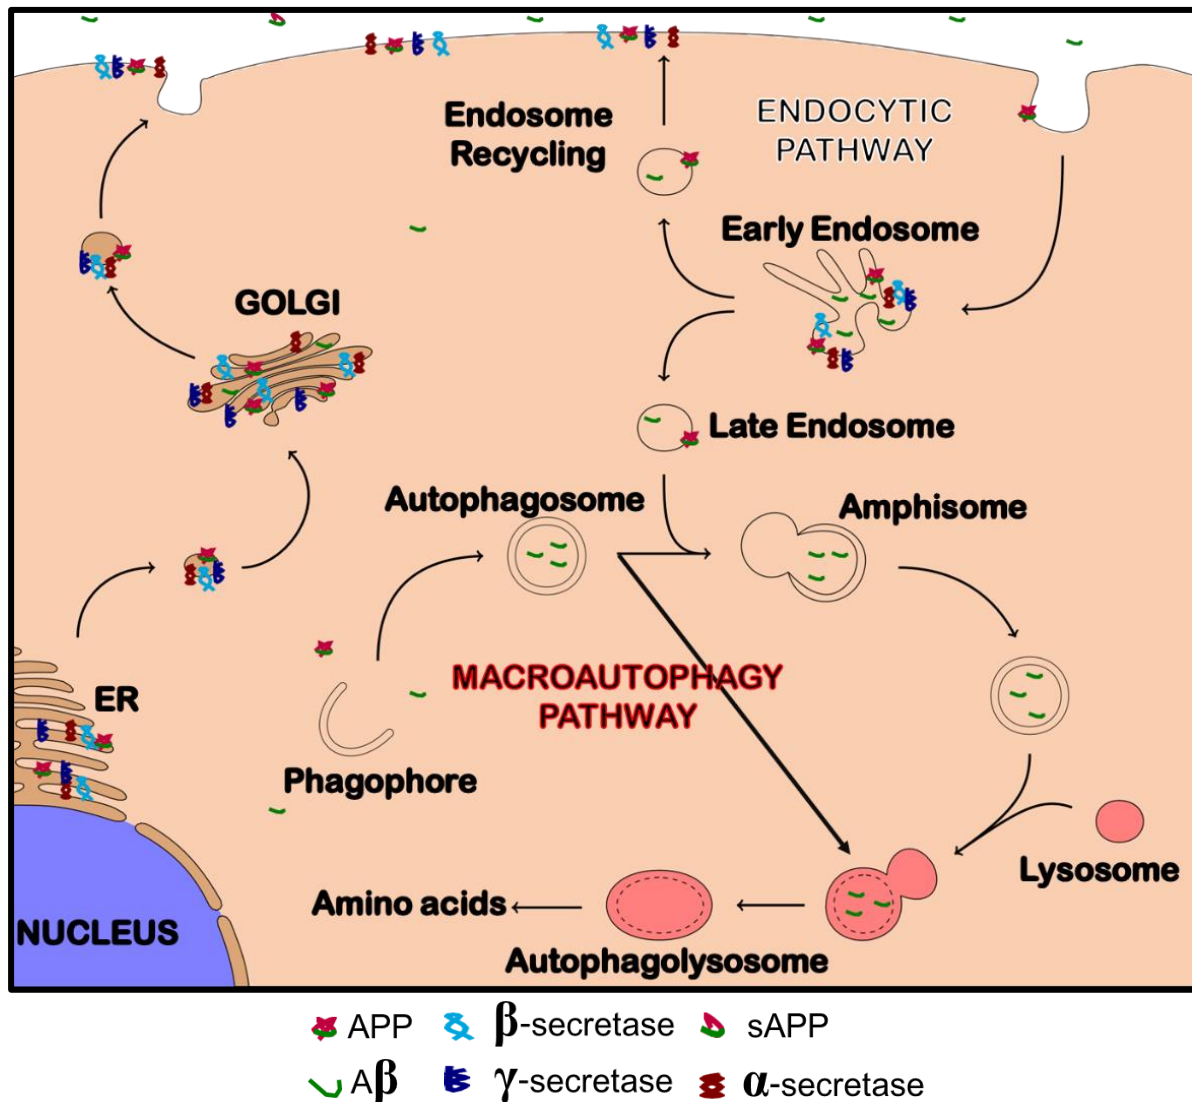 Endosome
Recycling
ENDOCYTIC
PATHWAY
Early Endosome
GOLGI
Late Endosome
Autophagosome
Amphisome
MACROAUTOPHAGY
PATHWAY
ER
Phagophore
Lysosome
Amino acids
NUCLEUS
Autophagolysosome
APP β-secretase sAPP
Aβ γ-secretase α-secretase